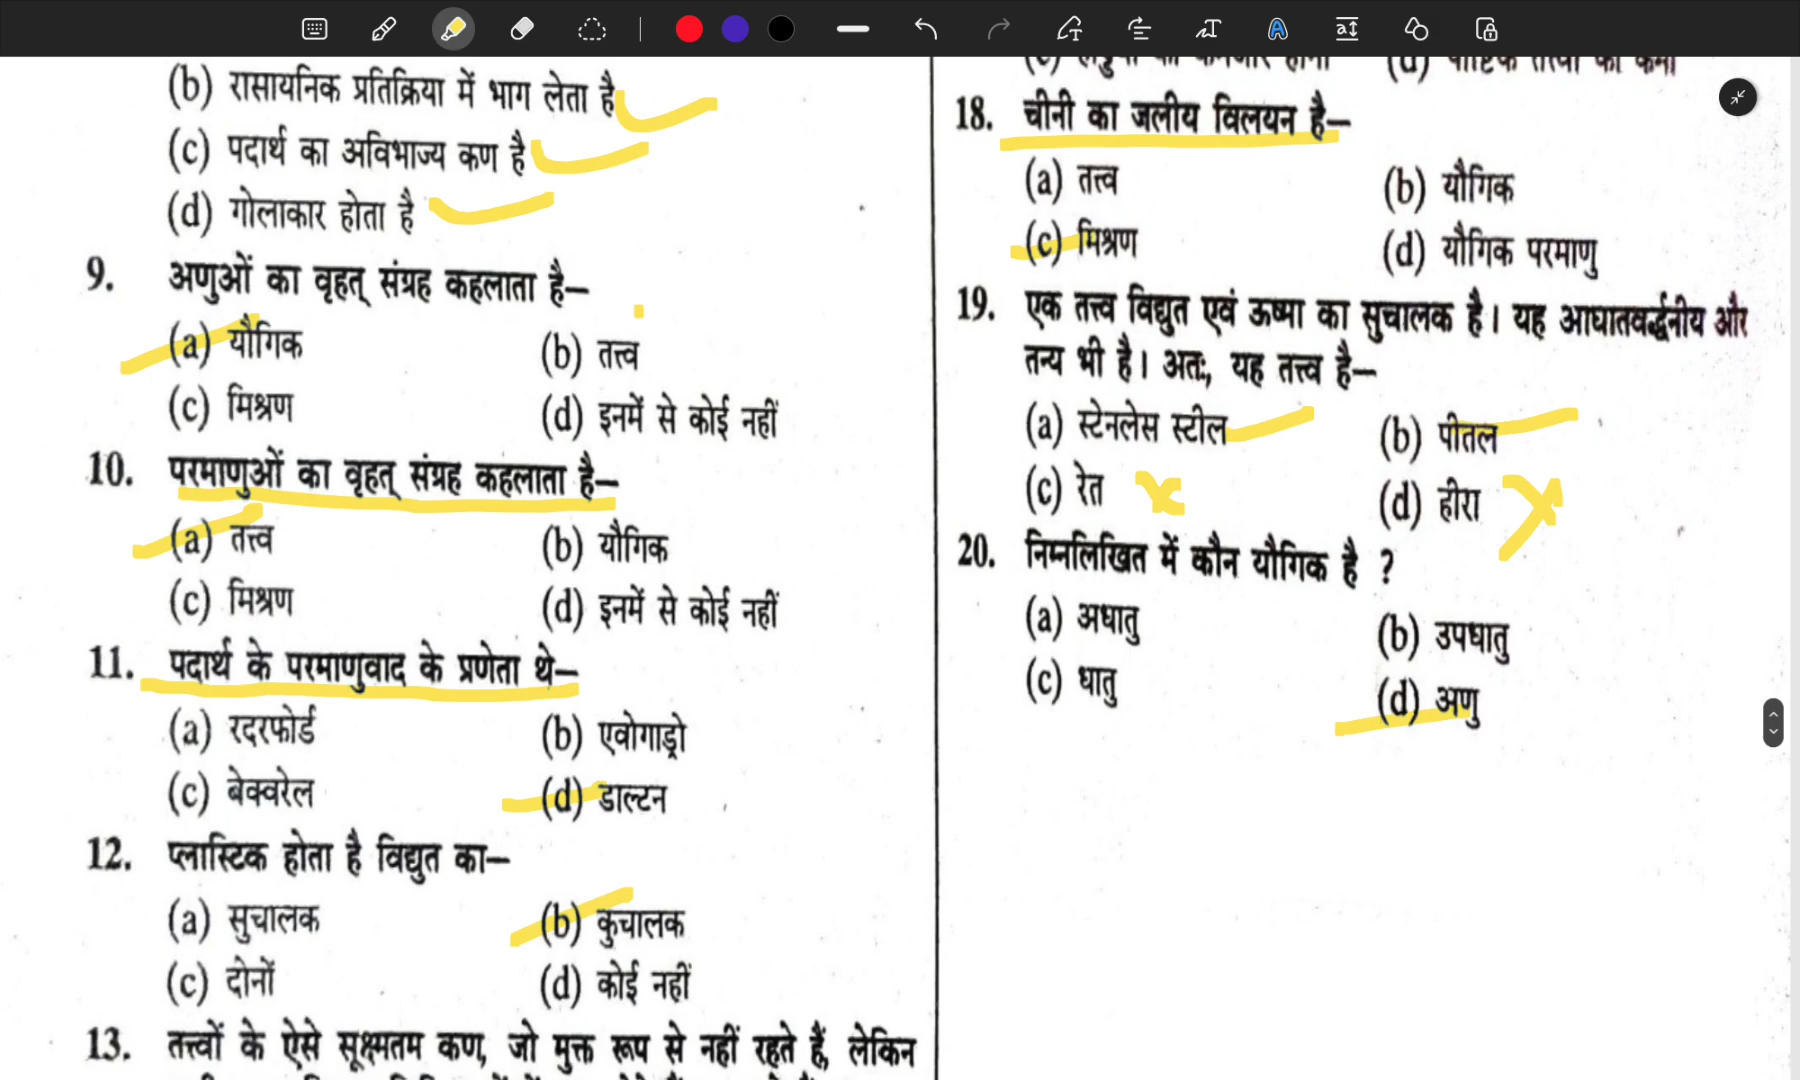 (b) रासायनिक प्रतिक्रिया में भाग लेता है
(c) पदार्थ का अविभाज्य कण है
(d) गोलाकार होता है
9. अणुओं का वृहत् संग्रह कहलाता है–
(a) यौगिक (b) तत्त्व
(c) मिश्रण (d) इनमें से कोई नहीं
10. परमाणुओं का वृहत् संग्रह कहलाता है–
(a) तत्त्व (b) यौगिक
(c) मिश्रण (d) इनमें से कोई नहीं
11. पदार्थ के परमाणुवाद के प्रणेता थे–
(a) रदरफोर्ड (b) एवोगाड्रो
(c) बेक्वरेल (d) डाल्टन
12. प्लास्टिक होता है विद्युत का–
(a) सुचालक (b) कुचालक
(c) दोनों (d) कोई नहीं
13. तत्त्वों के ऐसे सूक्ष्मतम कण, जो मुक्त रूप से नहीं रहते हैं, लेकिन
18. चीनी का जलीय विलयन है–
(a) तत्त्व (b) यौगिक
(c) मिश्रण (d) यौगिक परमाणु
19. एक तत्त्व विद्युत एवं ऊष्मा का सुचालक है। यह आघातवर्द्धनीय और
तन्य भी है। अतः, यह तत्त्व है–
(a) स्टेनलेस स्टील (b) पीतल
(c) रेत (d) हीरा
20. निम्नलिखित में कौन यौगिक है ?
(a) अधातु (b) उपधातु
(c) धातु (d) अणु